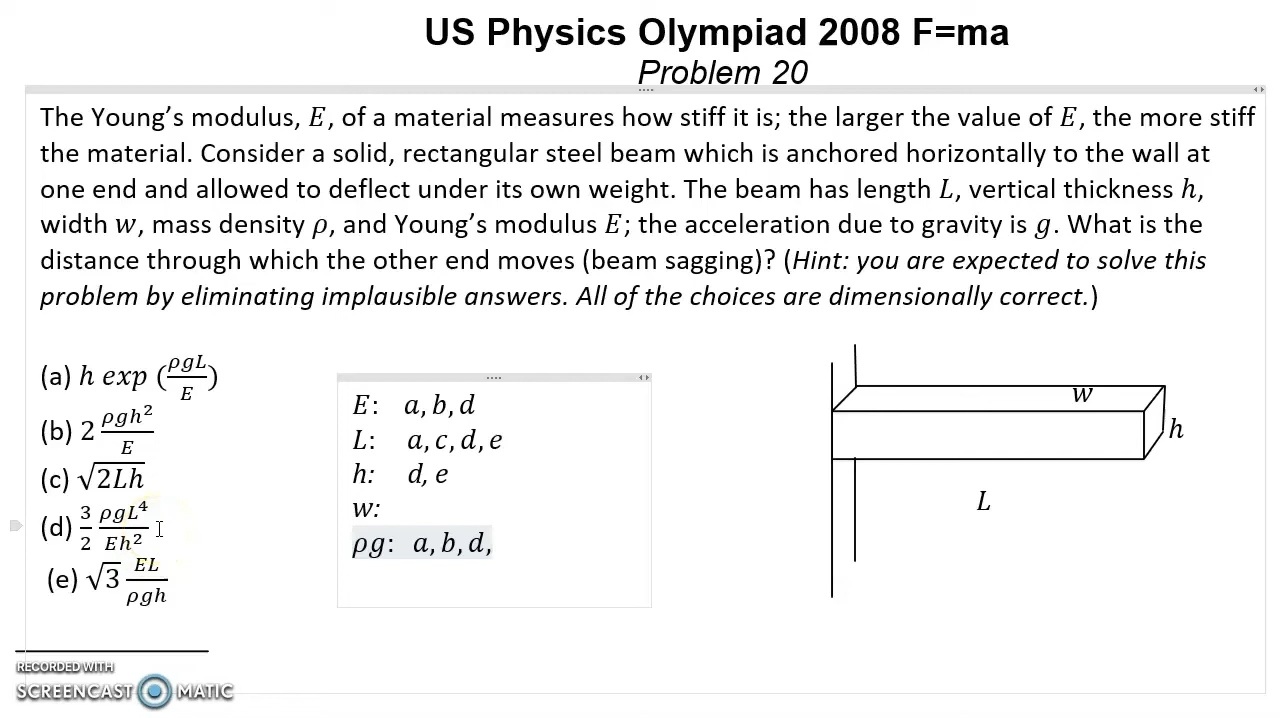 US Physics Olympiad 2008 F=ma
Problem 20
The Young's modulus, E, of a material measures how stiff it is; the larger the value of E, the more stiff
the material. Consider a solid, rectangular steel beam which is anchored horizontally to the wall at
one end and allowed to deflect under its own weight. The beam has length L, vertical thickness h,
width w, mass density ρ, and Young's modulus E; the acceleration due to gravity is g. What is the
distance through which the other end moves (beam sagging)? (Hint: you are expected to solve this
problem by eliminating implausible answers. All of the choices are dimensionally correct.)
(a) h exp (ρgL/E)
(b) 2 ρgh²/E
(c) √2Lh
(d) 3/2 ρgL⁴/Eh²
(e) √3 EL/ρgh
E: a, b, d
L: a, c, d, e
h: d, e
w:
ρg: a, b, d,
w
h
L
RECORDED WITH
SCREENCAST MATIC